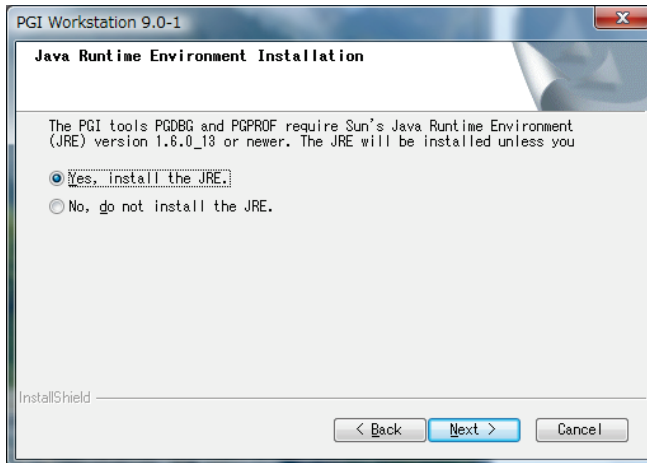 PGI Workstation 9.0-1
Java Runtime Environment Installation
The PGI tools PGDBG and PGPROF require Sun's Java Runtime Environment
(JRE) version 1.6.0_13 or newer. The JRE will be installed unless you
Yes, install the JRE.
No, do not install the JRE.
InstallShield
< Back Next > Cancel